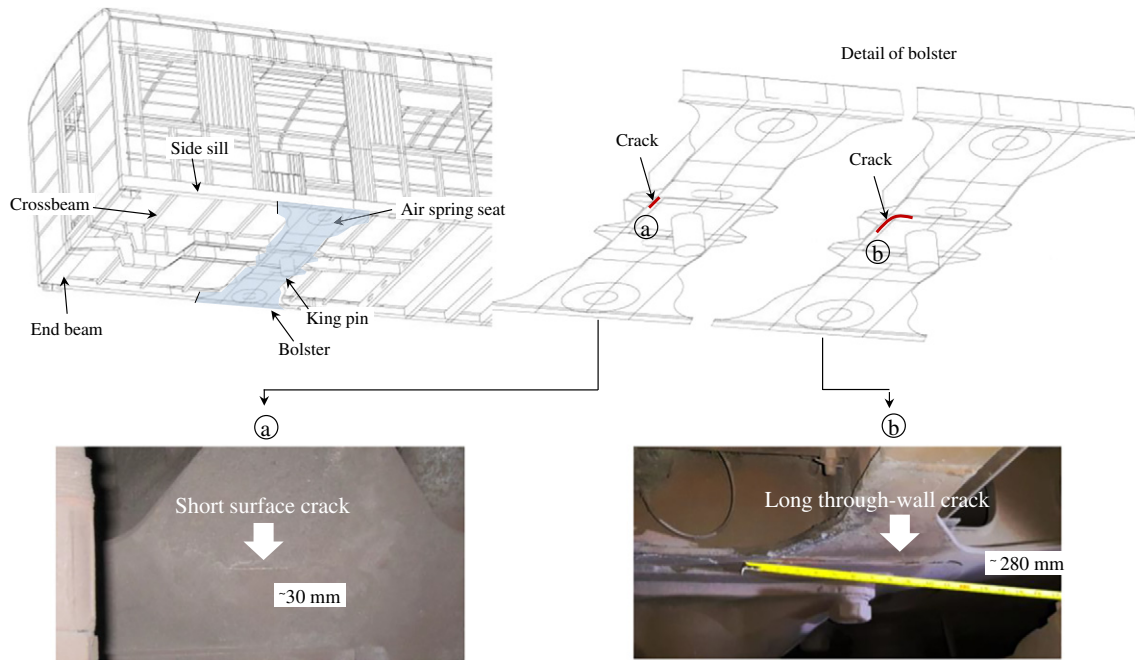 Detail of bolster
Side sill
Crack
Crack
Crossbeam
Air spring seat
a
b
King pin
End beam
Bolster
a
b
Short surface crack
Long through-wall crack
~30 mm
~280 mm